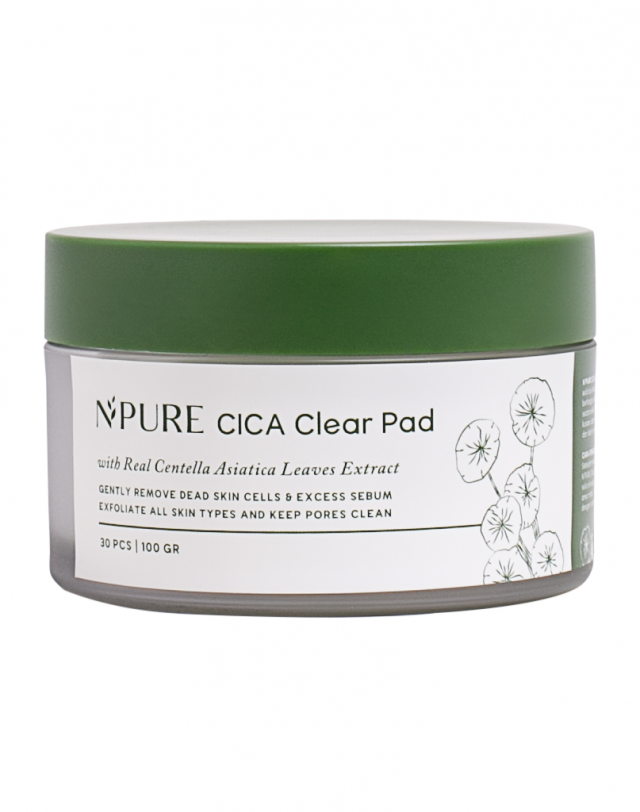 NPURE CICA Clear Pad
with Real Centella Asiatica Leaves Extract
GENTLY REMOVE DEAD SKIN CELLS & EXCESS SEBUM
EXFOLIATE ALL SKIN TYPES AND KEEP PORES CLEAN
30 PCS | 100 GR